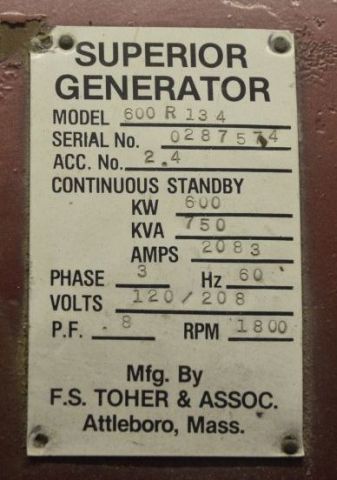 SUPERIOR
GENERATOR
MODEL 600 R 134
SERIAL No. 0287574
ACC. No. 2.4
CONTINUOUS STANDBY
KW 600
KVA 750
AMPS 2083
PHASE 3 Hz 60
VOLTS 120/208
P.F. .8 RPM 1800
Mfg. By
F.S. TOHER & ASSOC.
Attleboro, Mass.